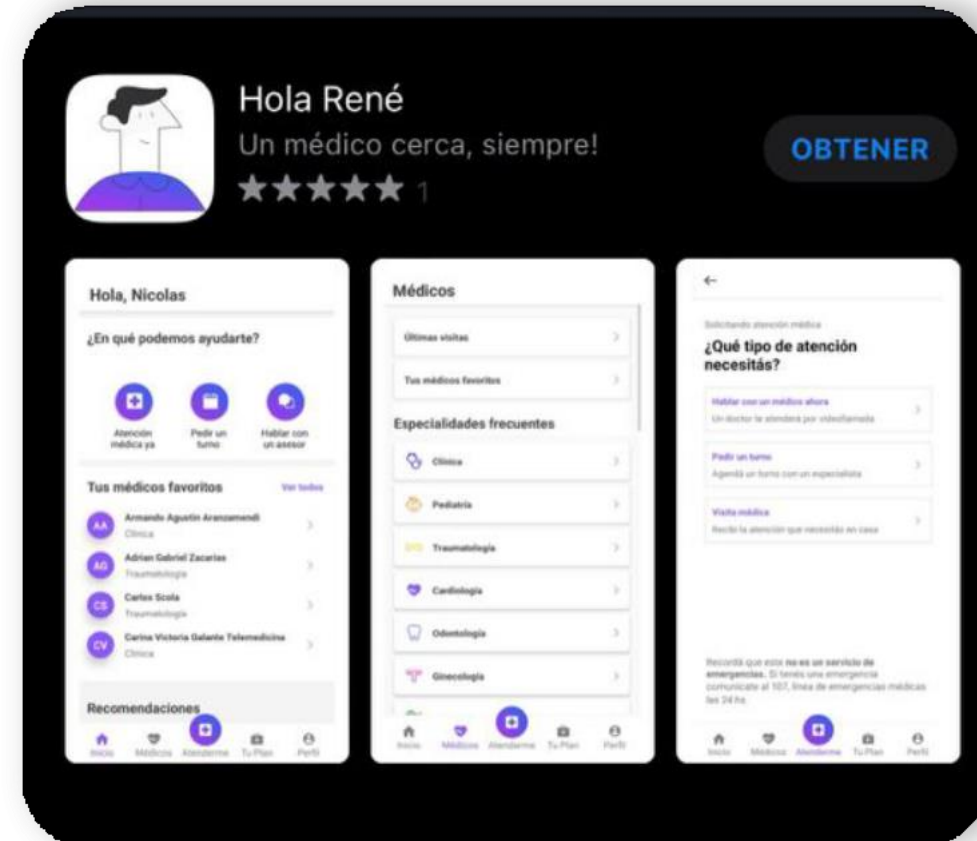 Hola René
Un médico cerca, siempre!
1
OBTENER
Hola, Nicolas
¿En qué podemos ayudarte?
Atención
médica ya
Pedir un
turno
Hablar con
un asesor
Tus médicos favoritos
Ver todos
AA
Armando Agustin Aranzamendi
Clínica
AG
Adrian Gabriel Zacarias
Traumatología
CS
Carlos Scola
Traumatología
CV
Carina Victoria Galante Telemedicina
Clínica
Recomendaciones
Inicio
Médicos
Atenderme
Tu Plan
Perfil
Médicos
Últimas visitas
Tus médicos favoritos
Especialidades frecuentes
Clínica
Pediatría
Traumatología
Cardiología
Odontología
Ginecología
Inicio
Médicos
Atenderme
Tu Plan
Perfil
Solicitando atención médica
¿Qué tipo de atención
necesitás?
Hablar con un médico ahora
Un doctor te atenderá por videollamada
Pedir un turno
Agendá un turno con un especialista
Visita médica
Recibí la atención que necesitás en casa
Recordá que este no es un servicio de
emergencias. Si tenés una emergencia
comunicate al 107, línea de emergencias médicas
las 24 hs.
Inicio
Médicos
Atenderme
Tu Plan
Perfil